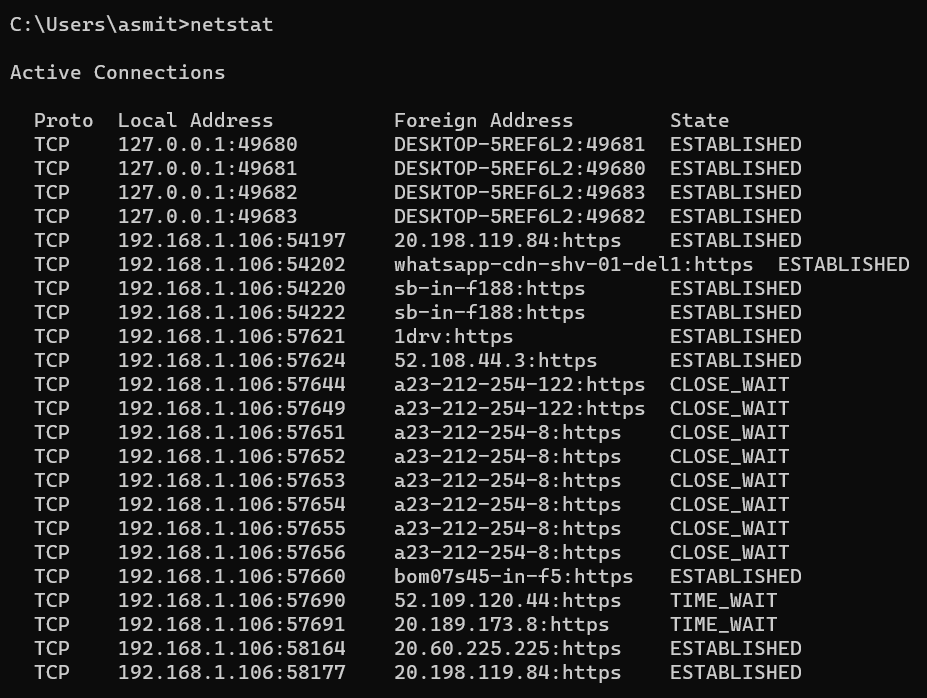 C:\Users\asmit>netstat
Active Connections
Proto  Local Address          Foreign Address        State
TCP    127.0.0.1:49680        DESKTOP-5REF6L2:49681  ESTABLISHED
TCP    127.0.0.1:49681        DESKTOP-5REF6L2:49680  ESTABLISHED
TCP    127.0.0.1:49682        DESKTOP-5REF6L2:49683  ESTABLISHED
TCP    127.0.0.1:49683        DESKTOP-5REF6L2:49682  ESTABLISHED
TCP    192.168.1.106:54197    20.198.119.84:https    ESTABLISHED
TCP    192.168.1.106:54202    whatsapp-cdn-shv-01-del1:https  ESTABLISHED
TCP    192.168.1.106:54220    sb-in-f188:https       ESTABLISHED
TCP    192.168.1.106:54222    sb-in-f188:https       ESTABLISHED
TCP    192.168.1.106:57621    1drv:https             ESTABLISHED
TCP    192.168.1.106:57624    52.108.44.3:https      ESTABLISHED
TCP    192.168.1.106:57644    a23-212-254-122:https  CLOSE_WAIT
TCP    192.168.1.106:57649    a23-212-254-122:https  CLOSE_WAIT
TCP    192.168.1.106:57651    a23-212-254-8:https    CLOSE_WAIT
TCP    192.168.1.106:57652    a23-212-254-8:https    CLOSE_WAIT
TCP    192.168.1.106:57653    a23-212-254-8:https    CLOSE_WAIT
TCP    192.168.1.106:57654    a23-212-254-8:https    CLOSE_WAIT
TCP    192.168.1.106:57655    a23-212-254-8:https    CLOSE_WAIT
TCP    192.168.1.106:57656    a23-212-254-8:https    CLOSE_WAIT
TCP    192.168.1.106:57660    bom07s45-in-f5:https   ESTABLISHED
TCP    192.168.1.106:57690    52.109.120.44:https    TIME_WAIT
TCP    192.168.1.106:57691    20.189.173.8:https     TIME_WAIT
TCP    192.168.1.106:58164    20.60.225.225:https    ESTABLISHED
TCP    192.168.1.106:58177    20.198.119.84:https    ESTABLISHED